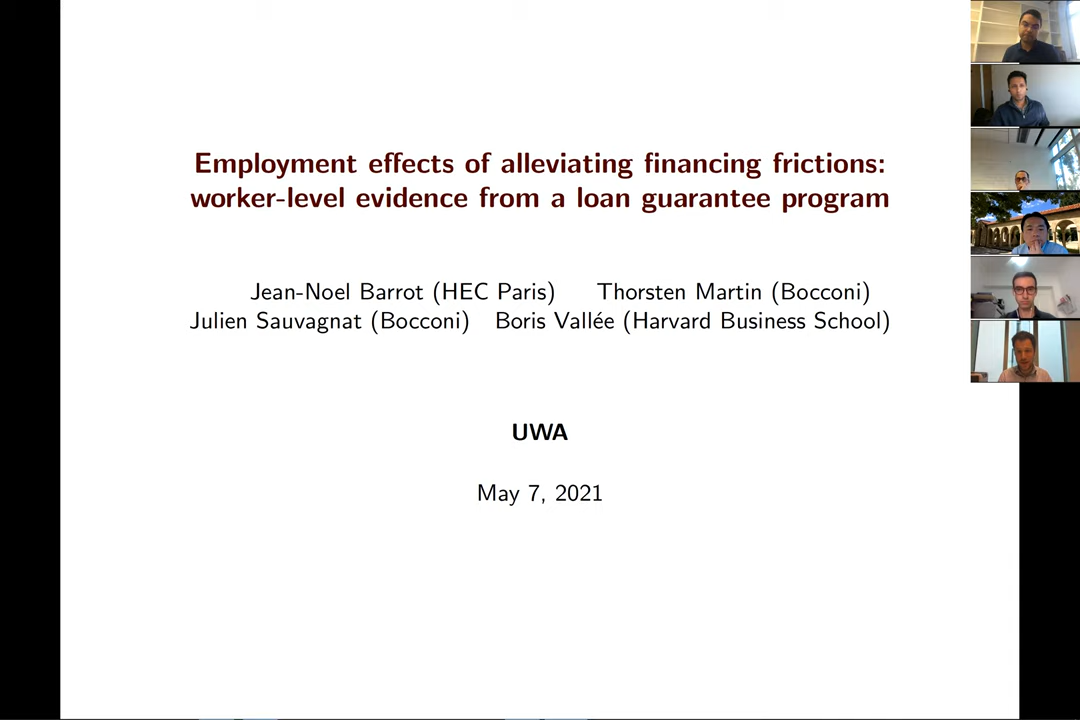 Employment effects of alleviating financing frictions:
worker-level evidence from a loan guarantee program
Jean-Noel Barrot (HEC Paris) Thorsten Martin (Bocconi)
Julien Sauvagnat (Bocconi) Boris Vallée (Harvard Business School)
UWA
May 7, 2021